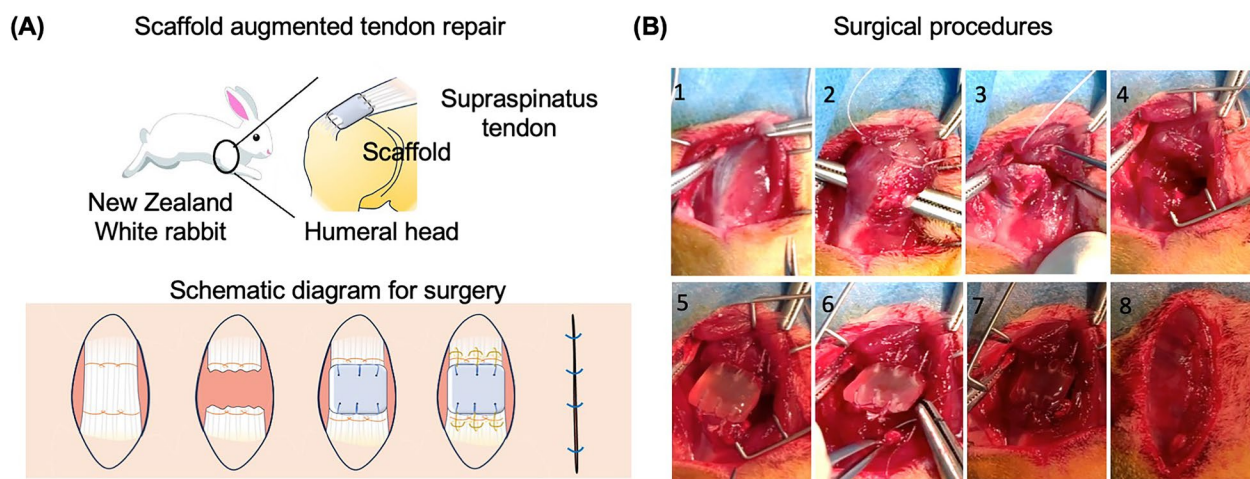 (A) Scaffold augmented tendon repair
Supraspinatus
tendon
Scaffold
New Zealand
White rabbit
Humeral head
Schematic diagram for surgery
(B) Surgical procedures
1 2 3 4
5 6 7 8